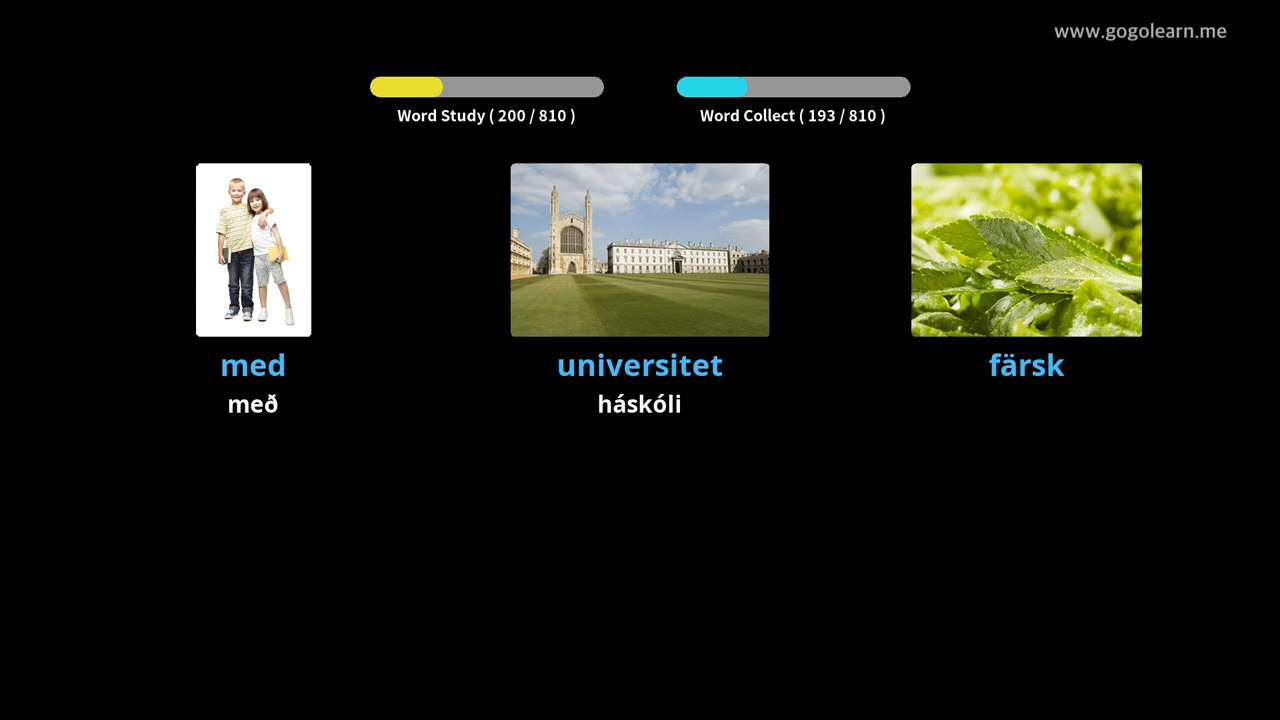 www.gogolearn.me
Word Study ( 200 / 810 )
Word Collect ( 193 / 810 )
med
universitet
färsk
með
háskóli